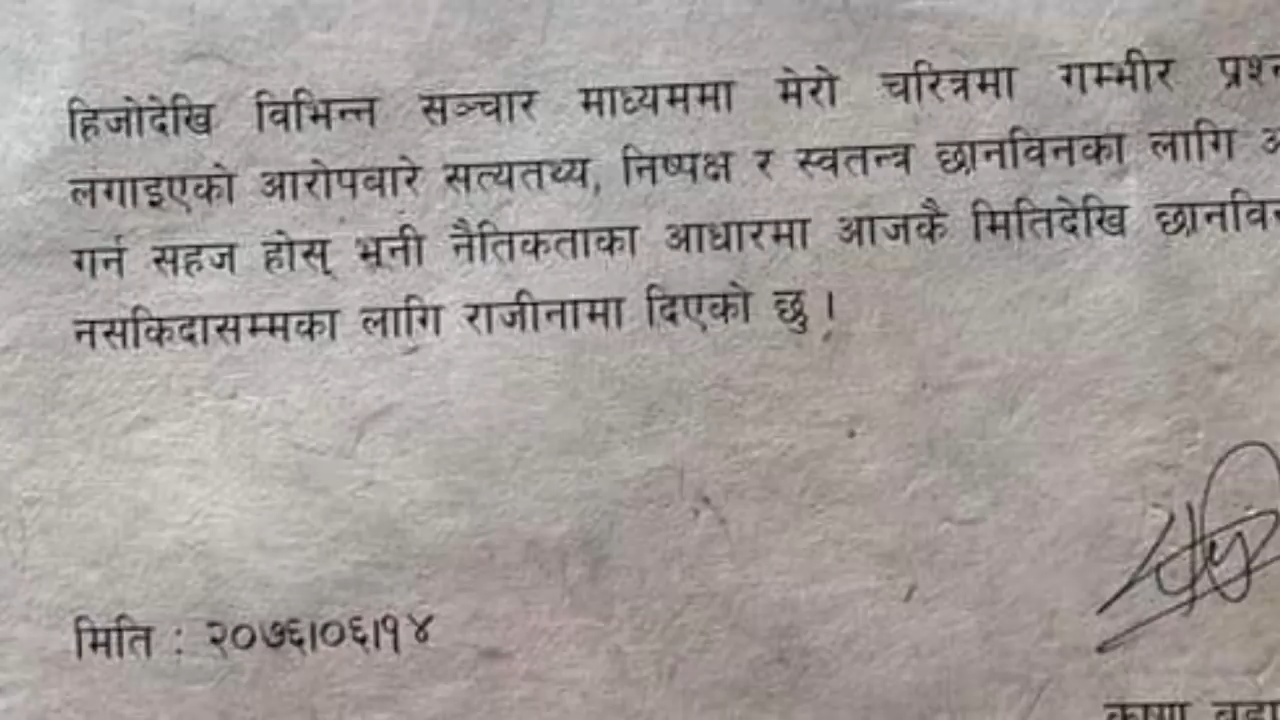 हिजोदेखि विभिन्न सञ्चार माध्यममा मेरो चरित्रमा गम्भीर
लगाइएको आरोपबारे सत्यतथ्य, निष्पक्ष र स्वतन्त्र छानविनका लागि
गर्न सहज होस् भनी नैतिकताका आधारमा आजकै मितिदेखि
नसकिदासम्मका लागि राजीनामा दिएको छु ।
मिति : २०७६।०६।१४